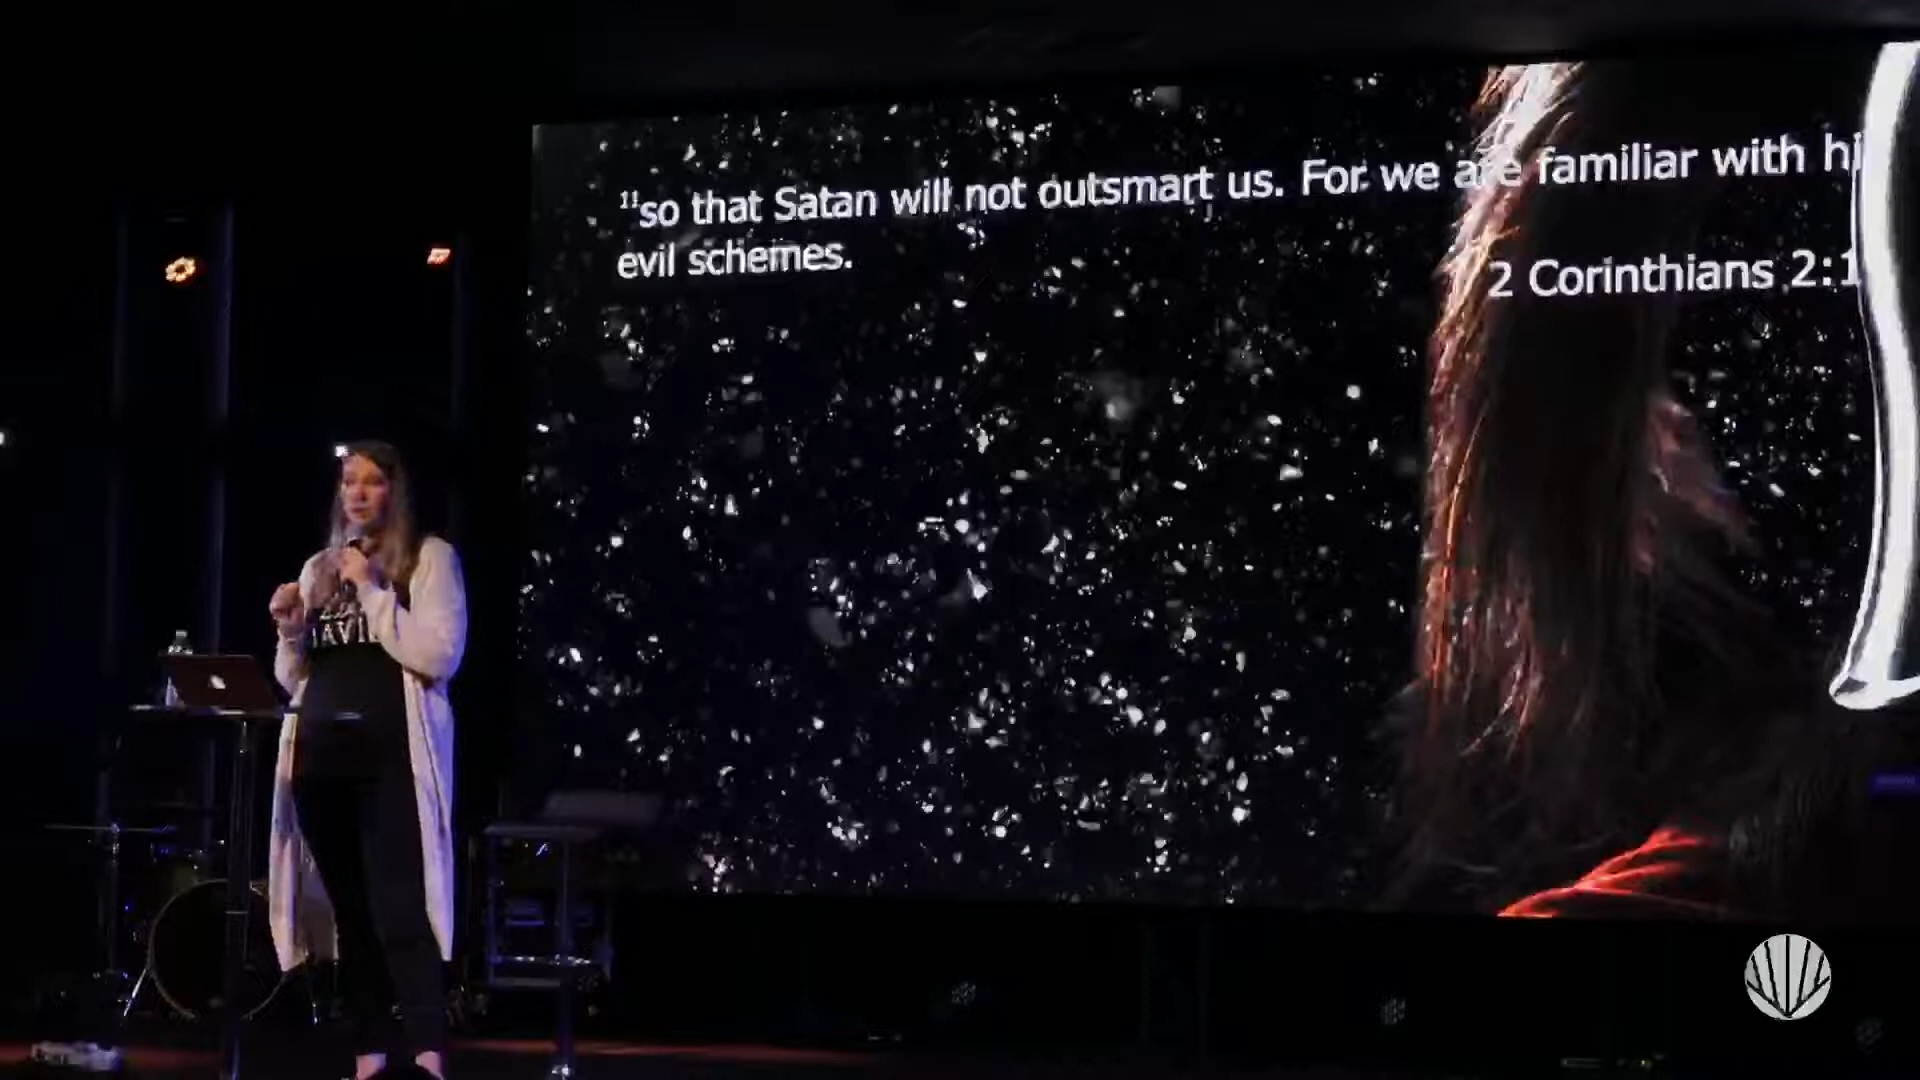 ¹¹so that Satan will not outsmart us. For we are familiar with hi
evil schemes.
2 Corinthians 2:1